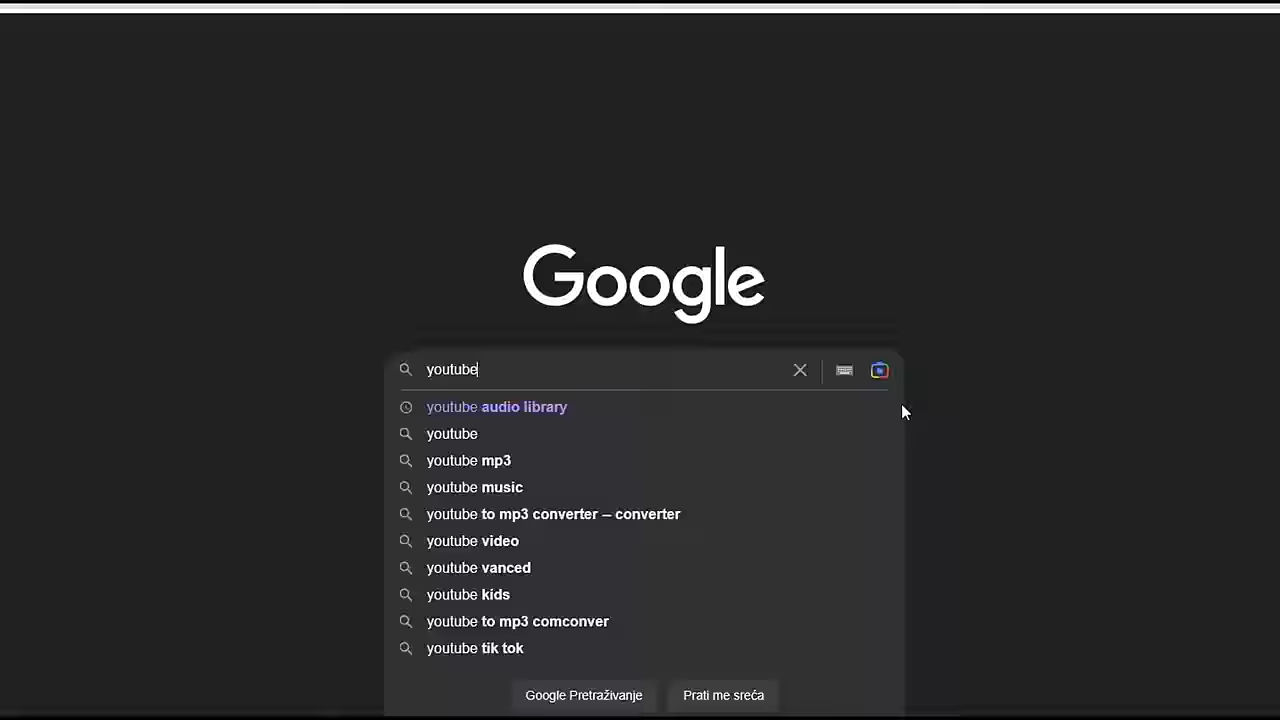 Google
youtube
youtube audio library
youtube
youtube mp3
youtube music
youtube to mp3 converter – converter
youtube video
youtube vanced
youtube kids
youtube to mp3 comconver
youtube tik tok
Google Pretraživanje
Prati me sreća